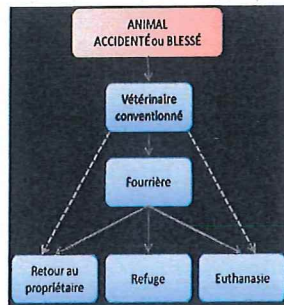 ANIMAL
ACCIDENTÉ ou BLESSÉ
Vétérinaire
conventionné
Fourrière
Retour au
propriétaire
Refuge
Euthanasie